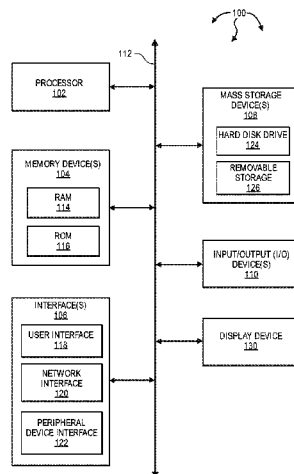 100
112
PROCESSOR
102
MEMORY DEVICE(S)
104
RAM
114
ROM
116
INTERFACE(S)
106
USER INTERFACE
118
NETWORK
INTERFACE
120
PERIPHERAL
DEVICE INTERFACE
122
MASS STORAGE
DEVICE(S)
108
HARD DISK DRIVE
124
REMOVABLE
STORAGE
126
INPUT/OUTPUT (I/O)
DEVICE(S)
110
DISPLAY DEVICE
130